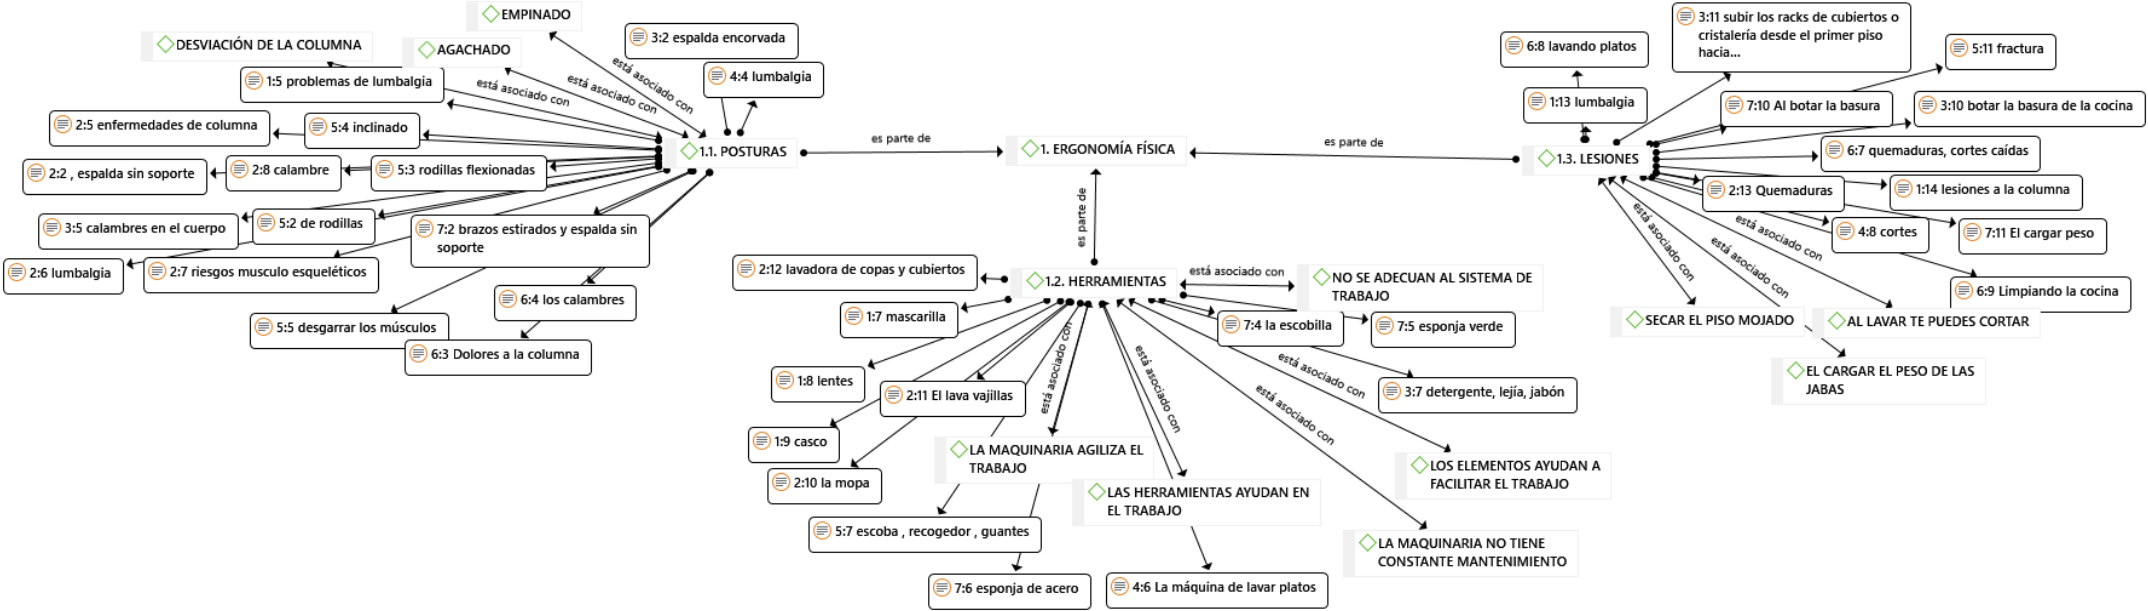 EMPINADO
DESVIACIÓN DE LA COLUMNA
AGACHADO
3:2 espalda encorvada
4:4 lumbalgia
1:5 problemas de lumbalgia
está asociado con
está asociado con
está asociado con
2:5 enfermedades de columna
5:4 inclinado
1.1. POSTURAS
2:2 , espalda sin soporte
2:8 calambre
5:3 rodillas flexionadas
3:5 calambres en el cuerpo
5:2 de rodillas
7:2 brazos estirados y espalda sin
soporte
2:6 lumbalgia
2:7 riesgos musculo esqueléticos
6:4 los calambres
5:5 desgarrar los músculos
6:3 Dolores a la columna
es parte de
1. ERGONOMÍA FÍSICA
es parte de
es parte de
2:12 lavadora de copas y cubiertos
1.2. HERRAMIENTAS
está asociado con
NO SE ADECUAN AL SISTEMA DE
TRABAJO
1:7 mascarilla
7:4 la escobilla
7:5 esponja verde
1:8 lentes
2:11 El lava vajillas
3:7 detergente, lejía, jabón
está asociado con
está asociado con
está asociado con
está asociado con
1:9 casco
2:10 la mopa
LA MAQUINARIA AGILIZA EL
TRABAJO
LAS HERRAMIENTAS AYUDAN EN
EL TRABAJO
LOS ELEMENTOS AYUDAN A
FACILITAR EL TRABAJO
5:7 escoba , recogedor , guantes
LA MAQUINARIA NO TIENE
CONSTANTE MANTENIMIENTO
7:6 esponja de acero
4:6 La máquina de lavar platos
3:11 subir los racks de cubiertos o
cristalería desde el primer piso
hacia...
6:8 lavando platos
5:11 fractura
1:13 lumbalgia
7:10 Al botar la basura
3:10 botar la basura de la cocina
1.3. LESIONES
6:7 quemaduras, cortes caídas
2:13 Quemaduras
1:14 lesiones a la columna
4:8 cortes
7:11 El cargar peso
está asociado con
está asociado con
está asociado con
6:9 Limpiando la cocina
SECAR EL PISO MOJADO
AL LAVAR TE PUEDES CORTAR
EL CARGAR EL PESO DE LAS
JABAS